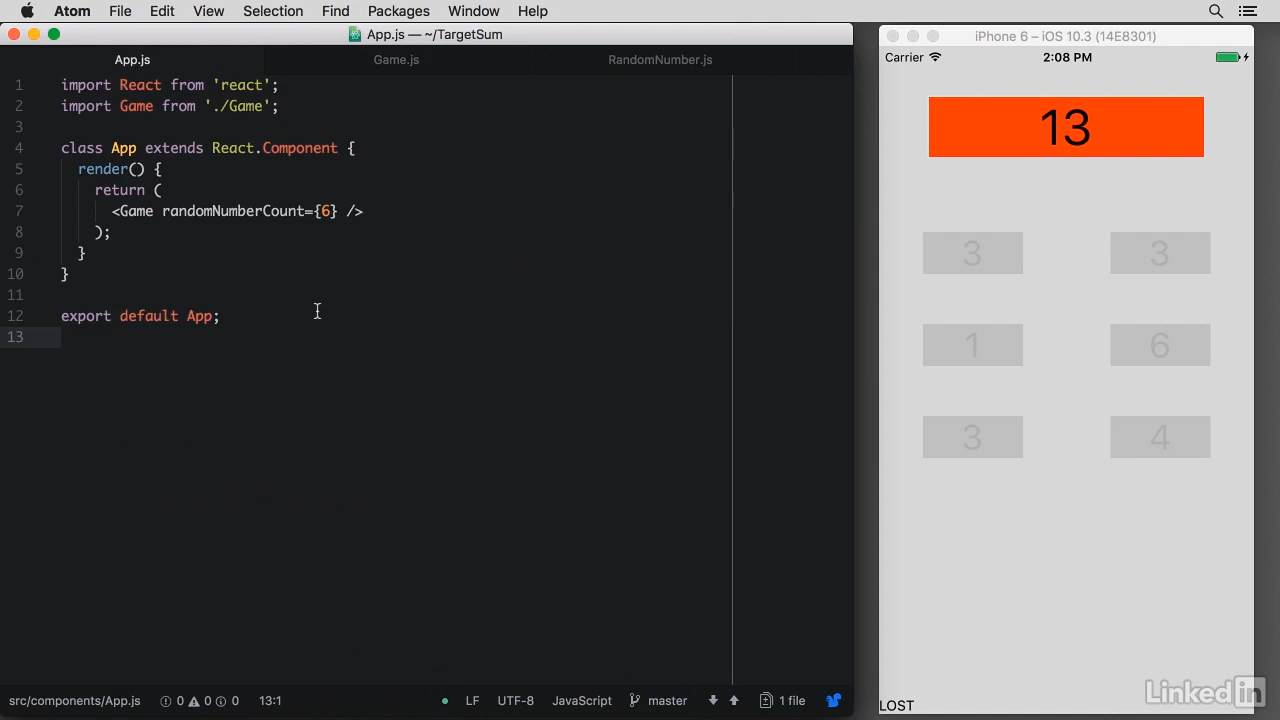 Atom File Edit View Selection Find Packages Window Help
App.js — ~/TargetSum
App.js Game.js RandomNumber.js
1 import React from 'react';
2 import Game from './Game';
3
4 class App extends React.Component {
5 render() {
6 return (
7 <Game randomNumberCount={6} />
8 );
9 }
10 }
11
12 export default App;
13
src/components/App.js 0 0 0 13:1 LF UTF-8 JavaScript master 1 file
iPhone 6 – iOS 10.3 (14E8301)
Carrier 2:08 PM
13
3 3
1 6
3 4
LOST
Linked in